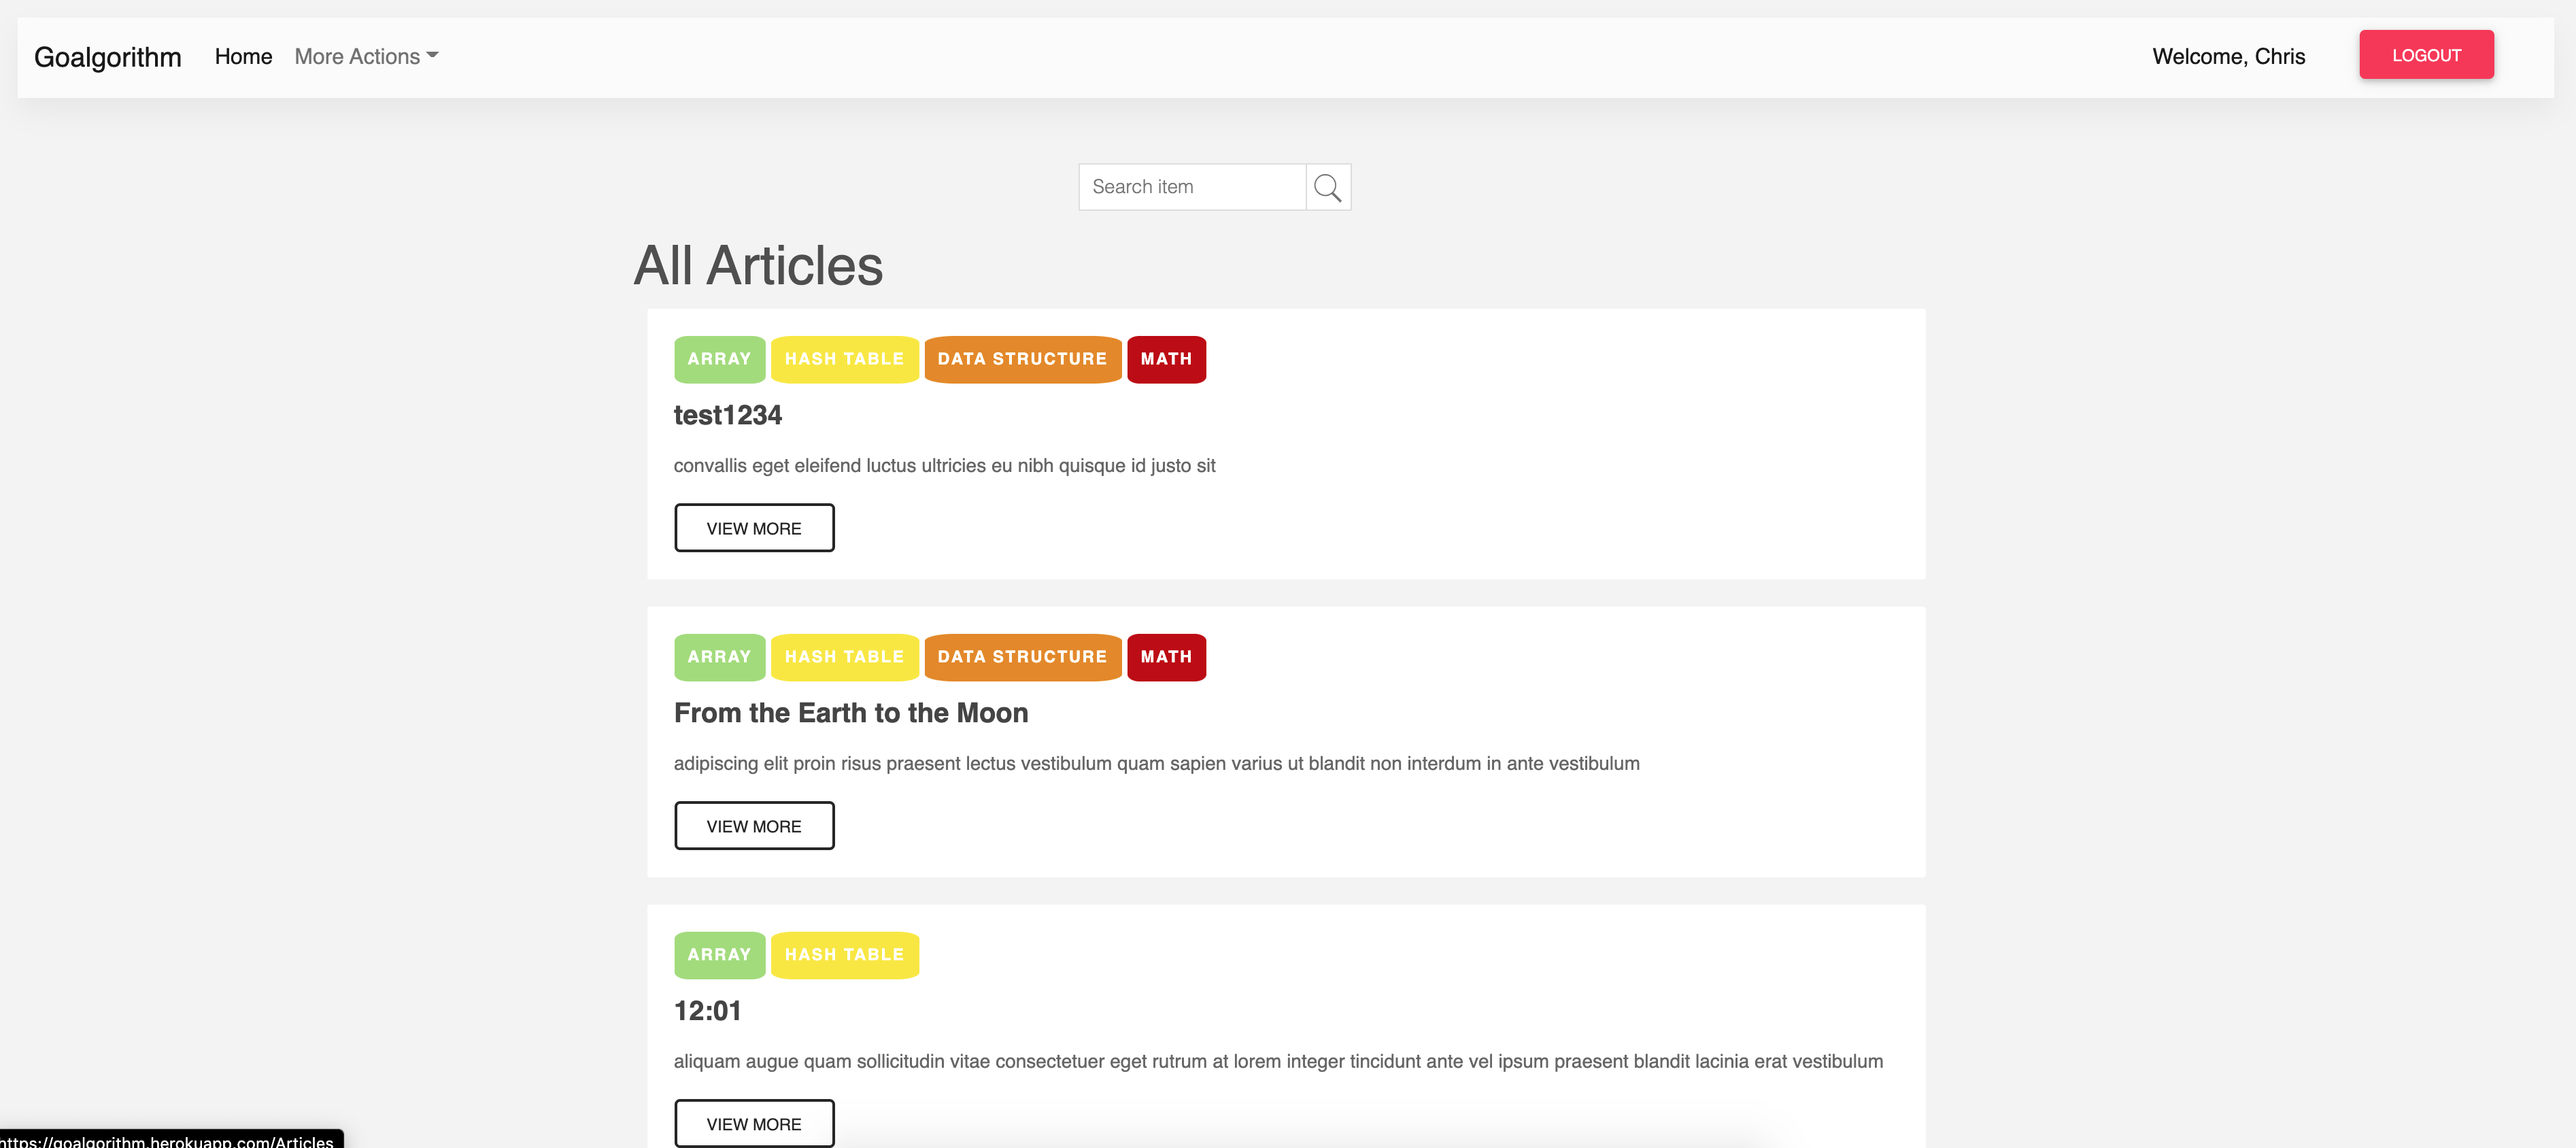 Goalgorithm Home More Actions Welcome, Chris LOGOUT
Search item
All Articles
ARRAY HASH TABLE DATA STRUCTURE MATH
test1234
convallis eget eleifend luctus ultricies eu nibh quisque id justo sit
VIEW MORE
ARRAY HASH TABLE DATA STRUCTURE MATH
From the Earth to the Moon
adipiscing elit proin risus praesent lectus vestibulum quam sapien varius ut blandit non interdum in ante vestibulum
VIEW MORE
ARRAY HASH TABLE
12:01
aliquam augue quam sollicitudin vitae consectetuer eget rutrum at lorem integer tincidunt ante vel ipsum praesent blandit lacinia erat vestibulum
VIEW MORE
https://goalgorithm.herokuapp.com/Articles